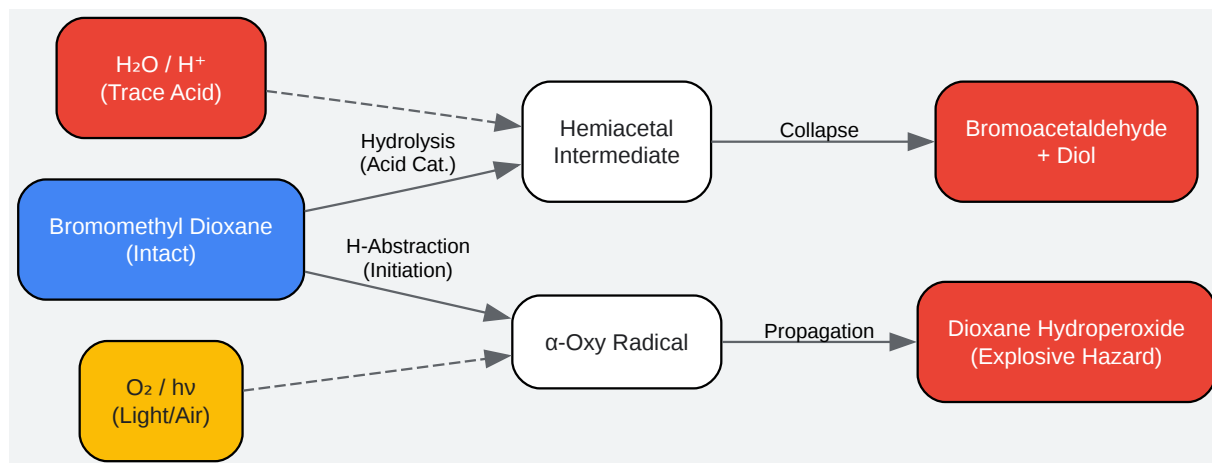 H₂O / H⁺
(Trace Acid)
Hydrolysis
(Acid Cat.)
Hemiacetal
Intermediate
Collapse
Bromoacetaldehyde
+ Diol
Bromomethyl Dioxane
(Intact)
H-Abstraction
(Initiation)
α-Oxy Radical
Propagation
Dioxane Hydroperoxide
(Explosive Hazard)
O₂ / hν
(Light/Air)